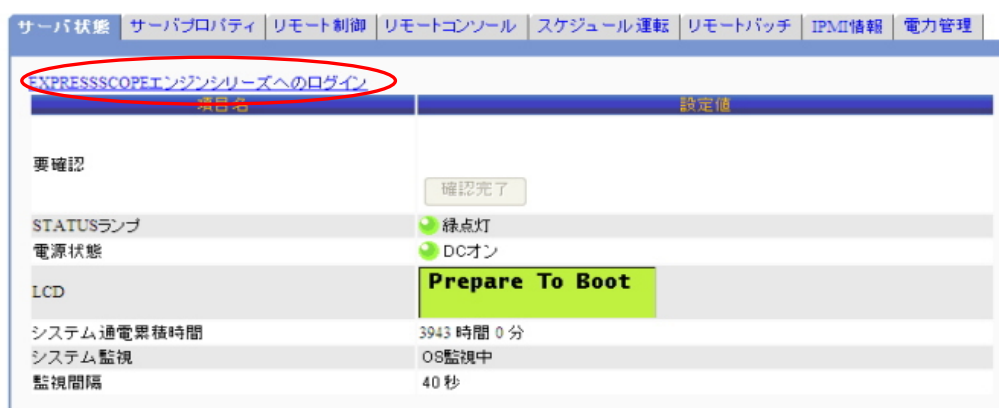 サーバ状態 サーバプロパティ リモート制御 リモートコンソール スケジュール運転 リモートバッチ IPMI情報 電力管理
EXPRESSSCOPEエンジンシリーズへのログイン
項目名 設定値
要確認
確認完了
STATUSランプ 緑点灯
電源状態 DCオン
LCD Prepare To Boot
システム通電累積時間 3943 時間 0 分
システム監視 OS監視中
監視間隔 40 秒